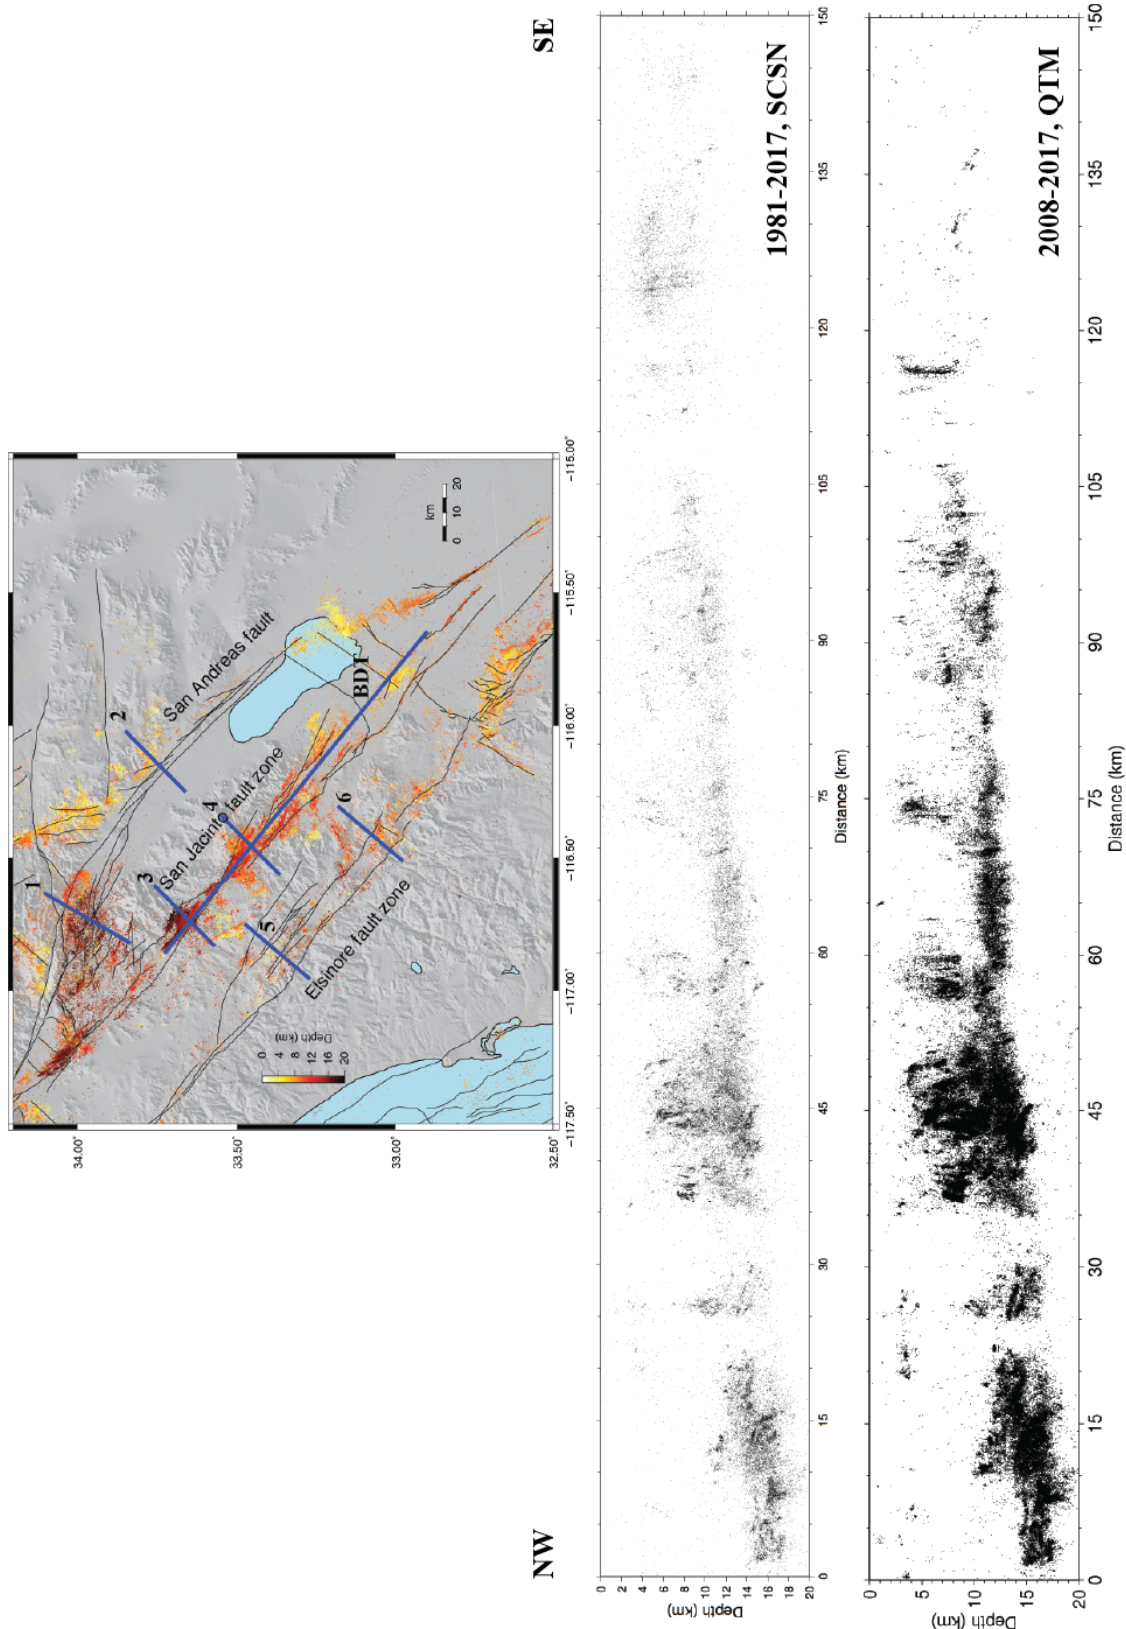 34.00°
33.50°
33.00°
32.50°
-117.50°
-117.00°
-116.50°
-116.00°
-115.50°
-115.00°
San Andreas fault
San Jacinto fault zone
Elsinore fault zone
BDT
1
2
3
4
5
6
km
0 10 20
Depth (km)
0 4 8 12 16 20
NW
SE
1981-2017, SCSN
Depth (km)
0 2 4 6 8 10 12 14 16 18 20
0 15 30 45 60 75 90 105 120 135 150
Distance (km)
2008-2017, QTM
Depth (km)
0 5 10 15 20
0 15 30 45 60 75 90 105 120 135 150
Distance (km)